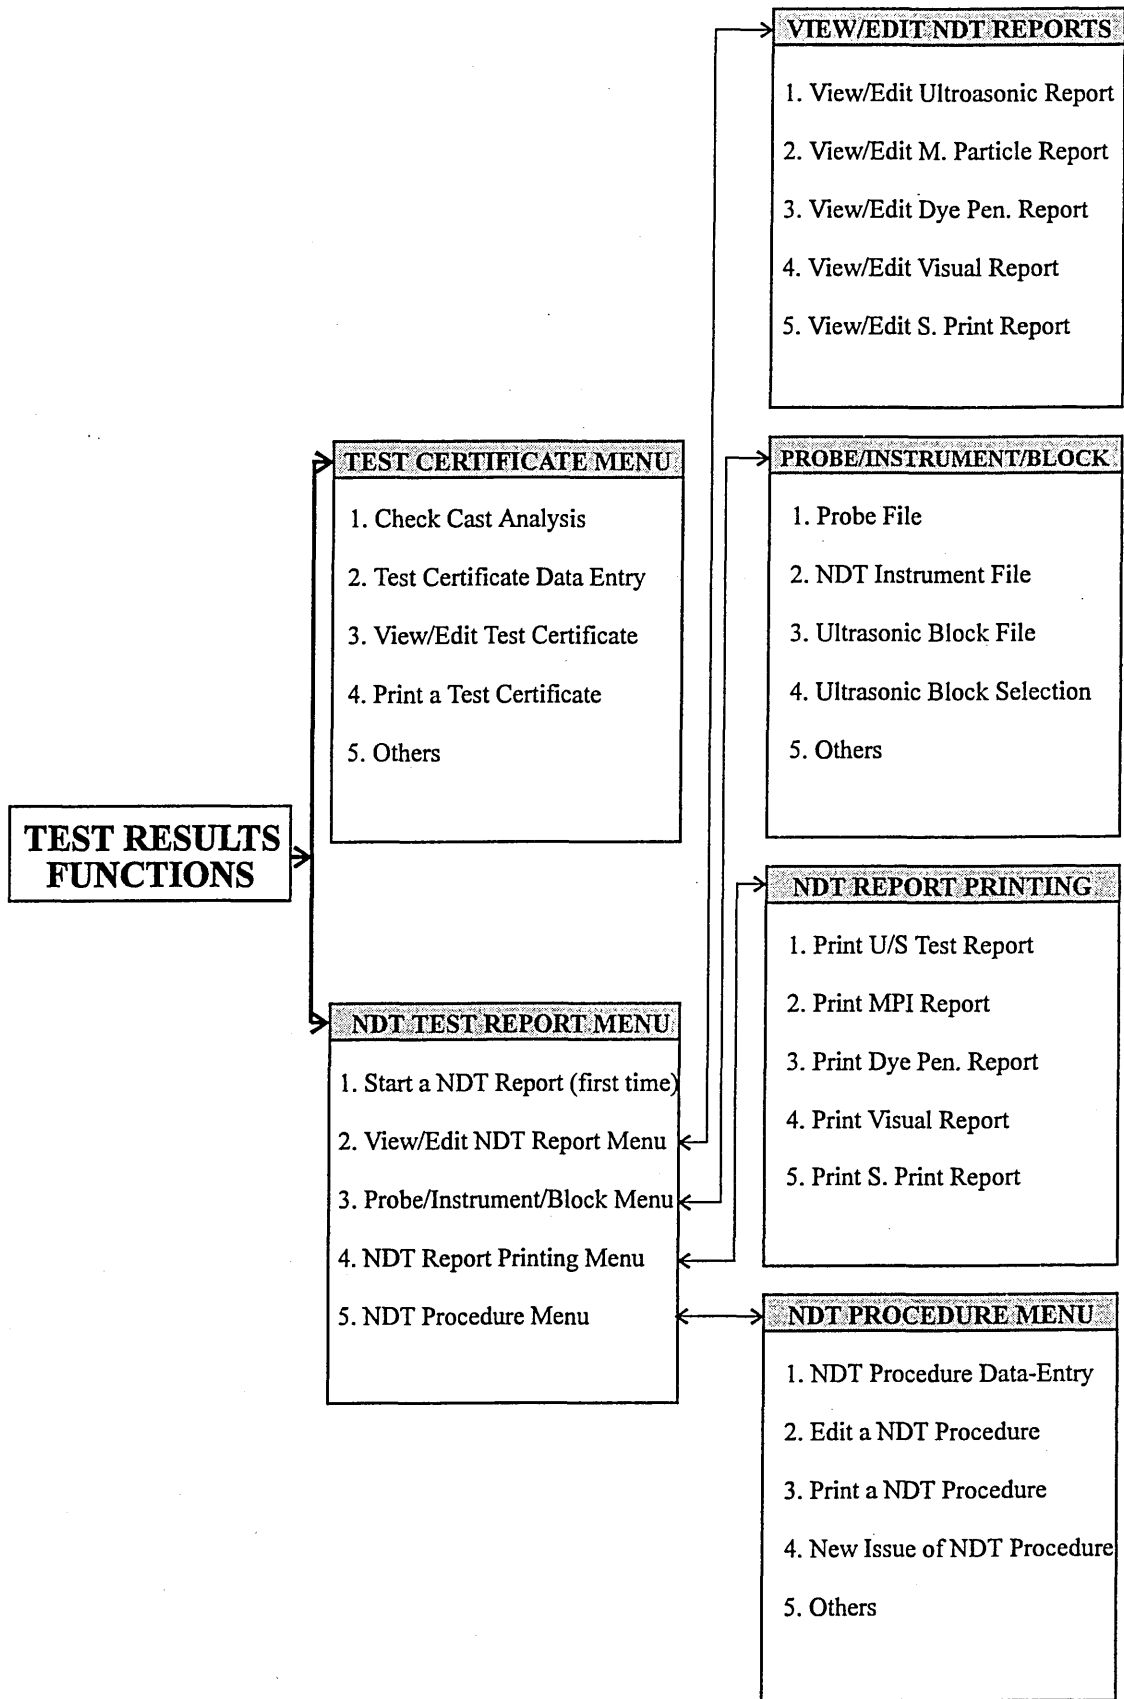 VIEW/EDIT NDT REPORTS
1. View/Edit Ultroasonic Report
2. View/Edit M. Particle Report
3. View/Edit Dye Pen. Report
4. View/Edit Visual Report
5. View/Edit S. Print Report
TEST CERTIFICATE MENU
1. Check Cast Analysis
2. Test Certificate Data Entry
3. View/Edit Test Certificate
4. Print a Test Certificate
5. Others
PROBE/INSTRUMENT/BLOCK
1. Probe File
2. NDT Instrument File
3. Ultrasonic Block File
4. Ultrasonic Block Selection
5. Others
TEST RESULTS
FUNCTIONS
NDT REPORT PRINTING
1. Print U/S Test Report
2. Print MPI Report
3. Print Dye Pen. Report
4. Print Visual Report
5. Print S. Print Report
NDT TEST REPORT MENU
1. Start a NDT Report (first time)
2. View/Edit NDT Report Menu
3. Probe/Instrument/Block Menu
4. NDT Report Printing Menu
5. NDT Procedure Menu
NDT PROCEDURE MENU
1. NDT Procedure Data-Entry
2. Edit a NDT Procedure
3. Print a NDT Procedure
4. New Issue of NDT Procedure
5. Others